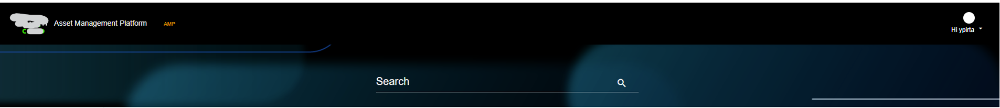 Asset Management Platform
AMP
Hi ypirta
Search